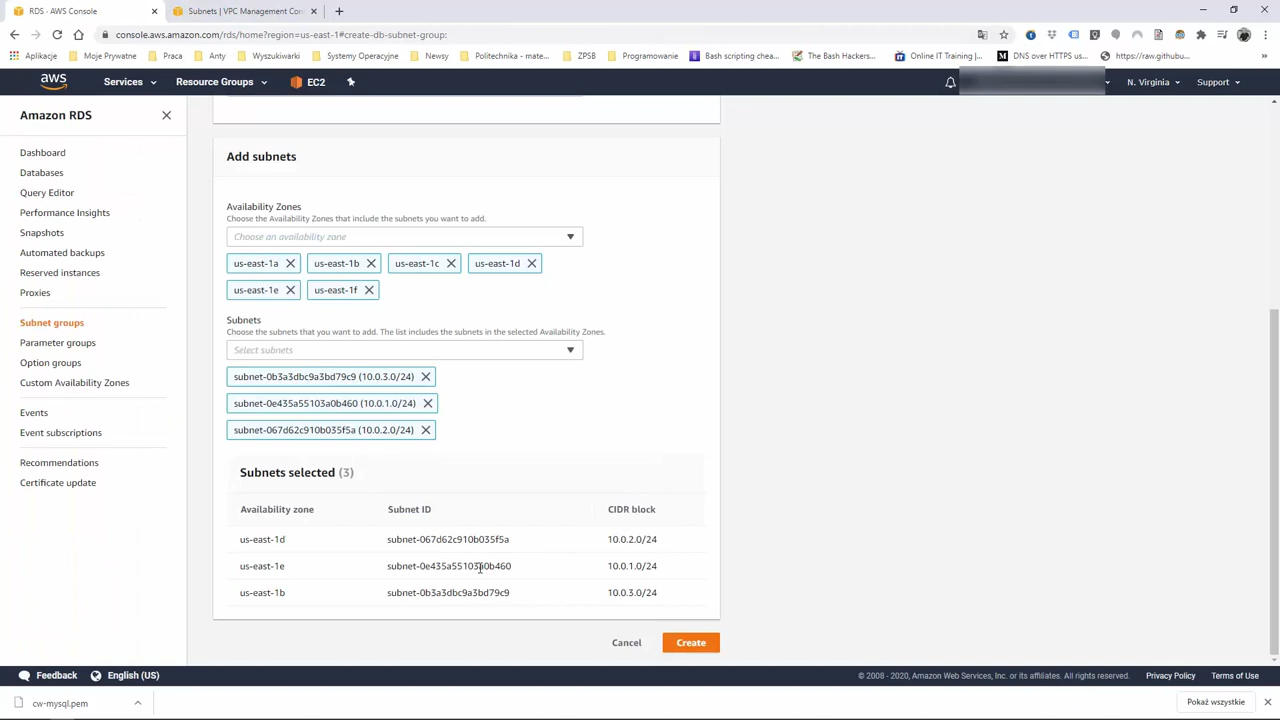 RDS - AWS Console
Subnets | VPC Management Con
console.aws.amazon.com/rds/home?region=us-east-1#create-db-subnet-group:
Aplikacje
Moje Prywatne
Anty
Wyszukiwarki
Systemy Operacyjne
Newsy
Politechnika - mate...
ZPSB
Programowanie
Bash scripting chea...
The Bash Hackers...
Online IT Training |...
DNS over HTTPS us...
https://raw.githubu...
aws
Services
Resource Groups
EC2
N. Virginia
Support
Amazon RDS
Dashboard
Databases
Query Editor
Performance Insights
Snapshots
Automated backups
Reserved instances
Proxies
Subnet groups
Parameter groups
Option groups
Custom Availability Zones
Events
Event subscriptions
Recommendations
Certificate update
Add subnets
Availability Zones
Choose the Availability Zones that include the subnets you want to add.
Choose an availability zone
us-east-1a
us-east-1b
us-east-1c
us-east-1d
us-east-1e
us-east-1f
Subnets
Choose the subnets that you want to add. The list includes the subnets in the selected Availability Zones.
Select subnets
subnet-0b3a3dbc9a3bd79c9 (10.0.3.0/24)
subnet-0e435a55103a0b460 (10.0.1.0/24)
subnet-067d62c910b035f5a (10.0.2.0/24)
Subnets selected (3)
Availability zone Subnet ID CIDR block
us-east-1d subnet-067d62c910b035f5a 10.0.2.0/24
us-east-1e subnet-0e435a55103a0b460 10.0.1.0/24
us-east-1b subnet-0b3a3dbc9a3bd79c9 10.0.3.0/24
Cancel
Create
Feedback
English (US)
© 2008 - 2020, Amazon Web Services, Inc. or its affiliates. All rights reserved.
Privacy Policy
Terms of Use
cw-mysql.pem
Pokaż wszystkie